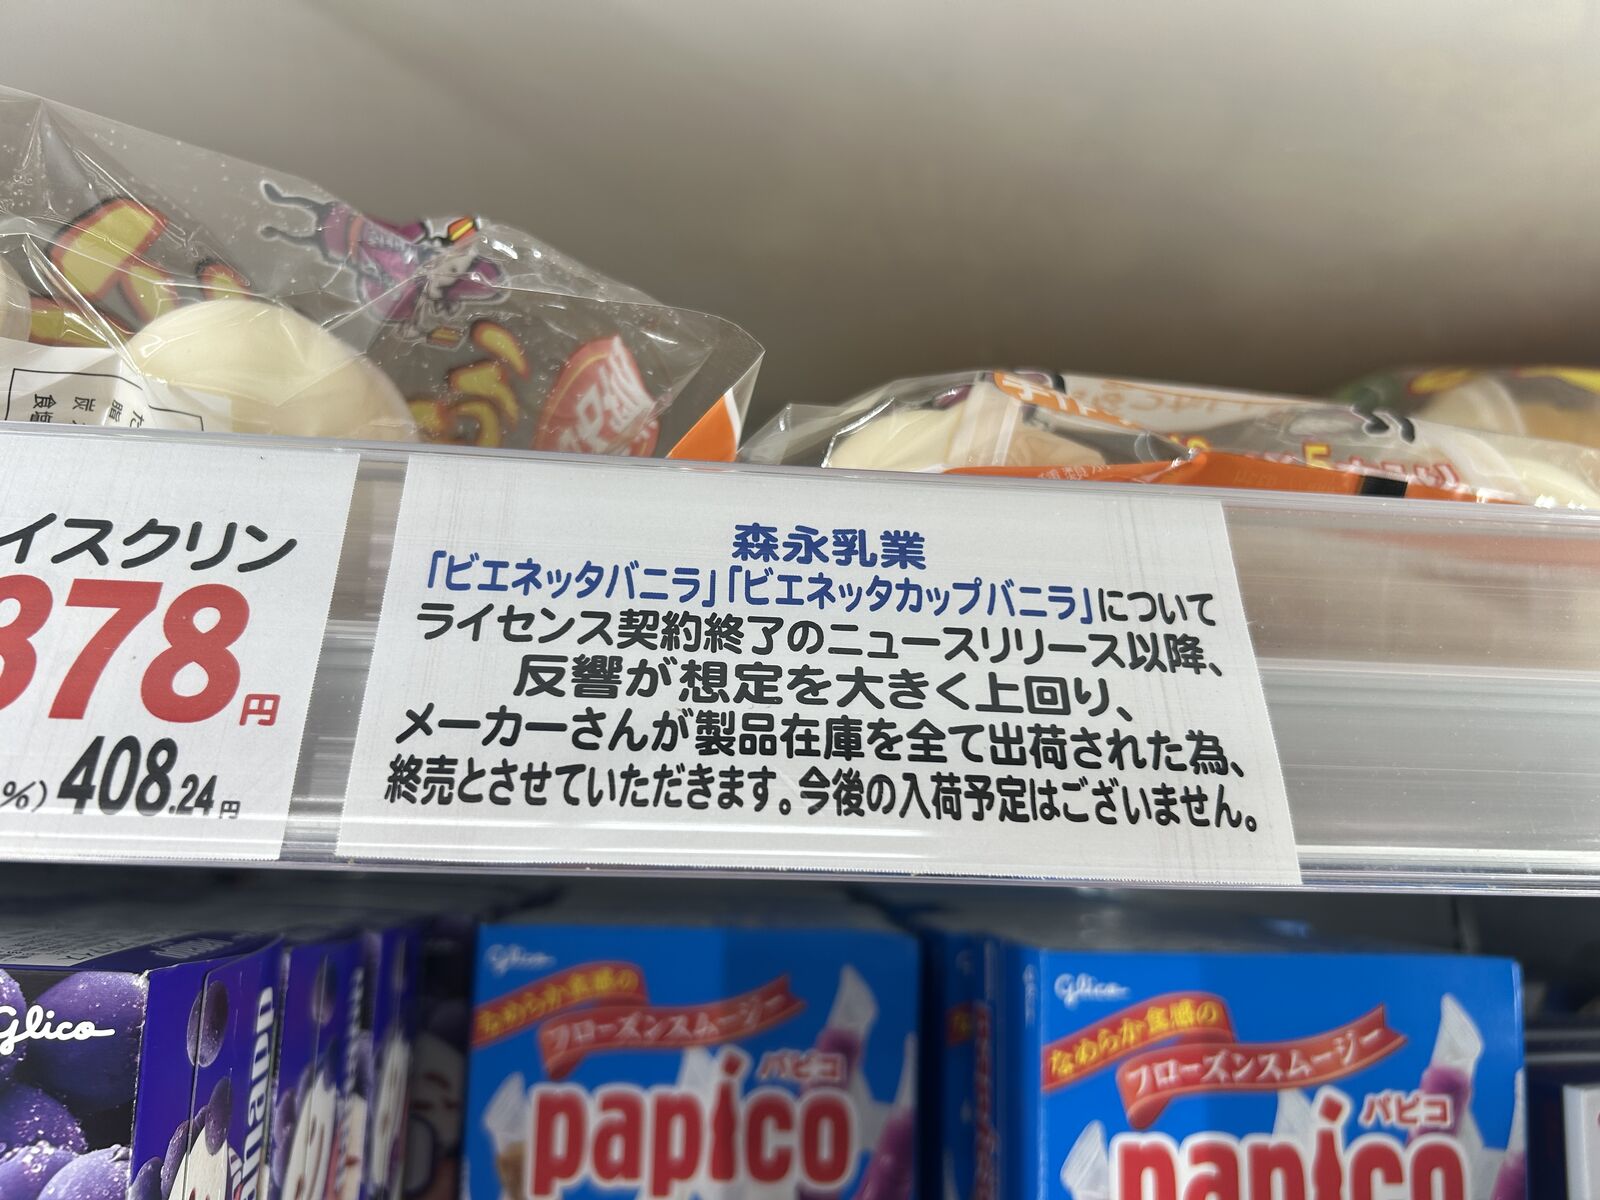 イスクリン
378
円
%) 408.24円
森永乳業
「ビエネッタバニラ」「ビエネッタカップバニラ」について
ライセンス契約終了のニュースリリース以降、
反響が想定を大きく上回り、
メーカーさんが製品在庫を全て出荷された為、
終売とさせていただきます。今後の入荷予定はございません。
Glico
Glico
なめらか食感の
フローズンスムージー
パピコ
papico
Glico
なめらか食感の
フローズンスムージー
パピコ
papico